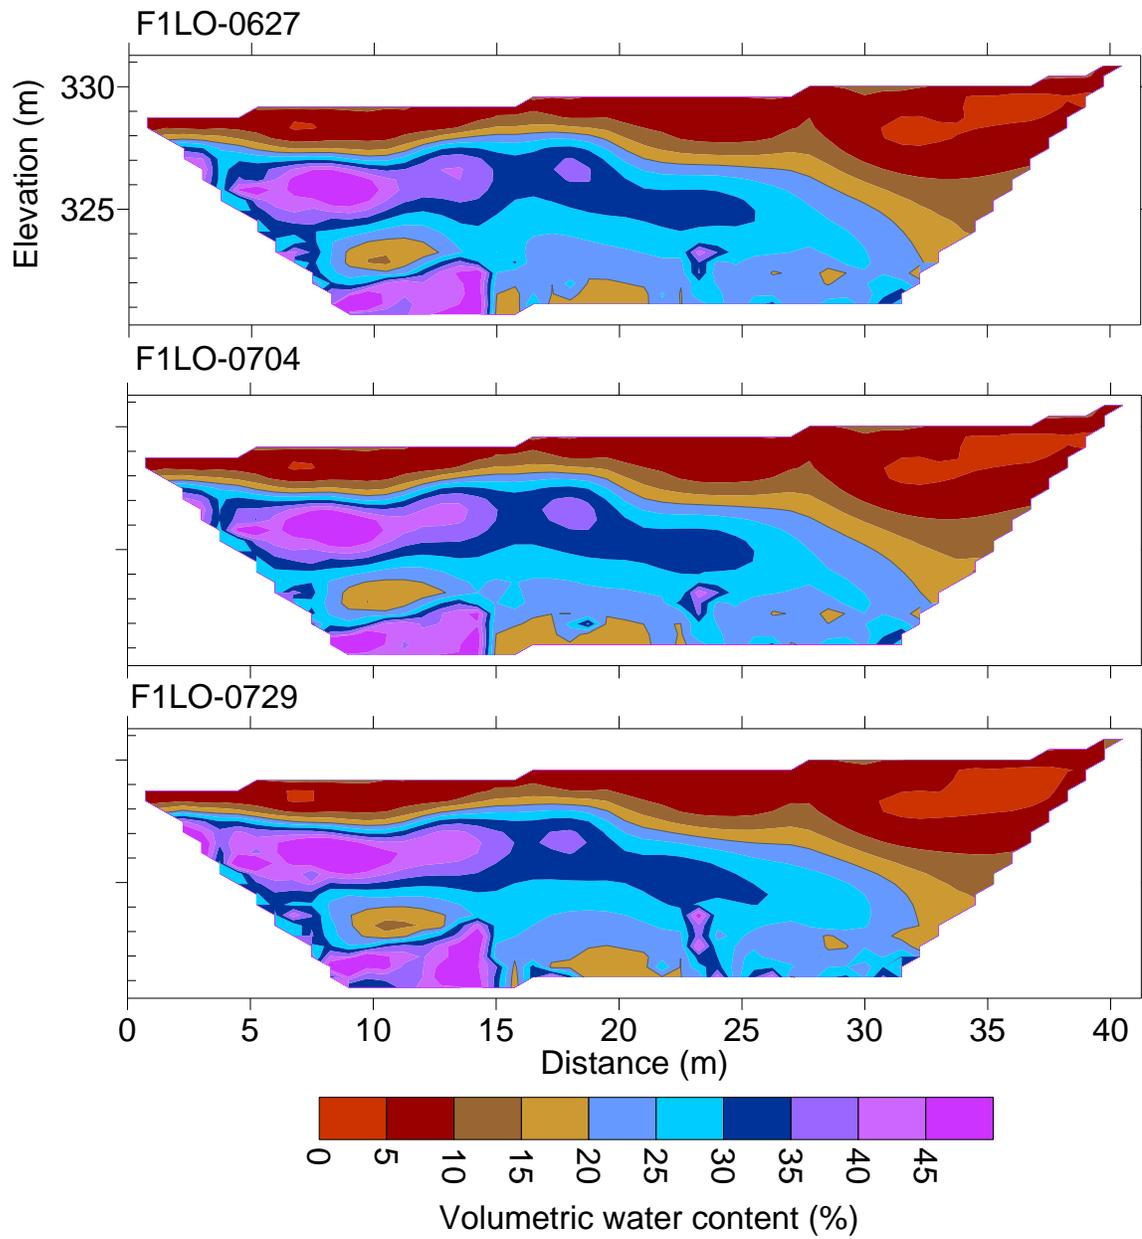 F1LO-0627
Elevation (m)
330
325
F1LO-0704
F1LO-0729
0 5 10 15 20 25 30 35 40
Distance (m)
0 5 10 15 20 25 30 35 40 45
Volumetric water content (%)